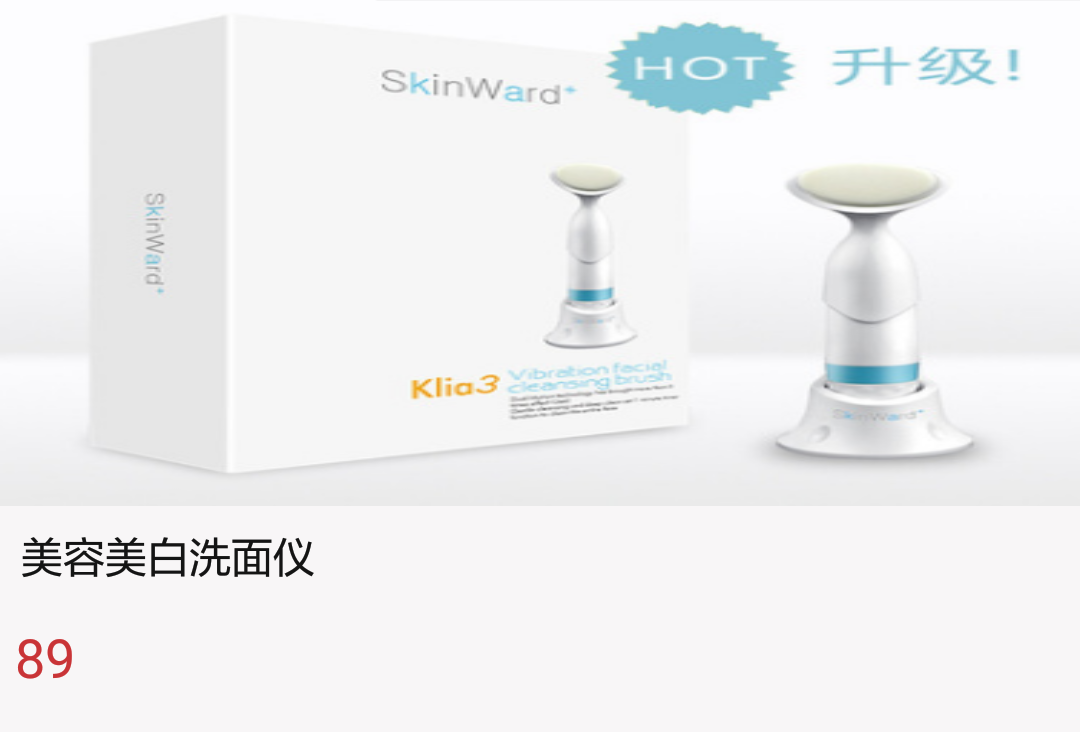 SkinWard+
HOT
升级!
SkinWard+
Klia3
Vibration facial
cleansing brush
SkinWard+
美容美白洗面仪
89